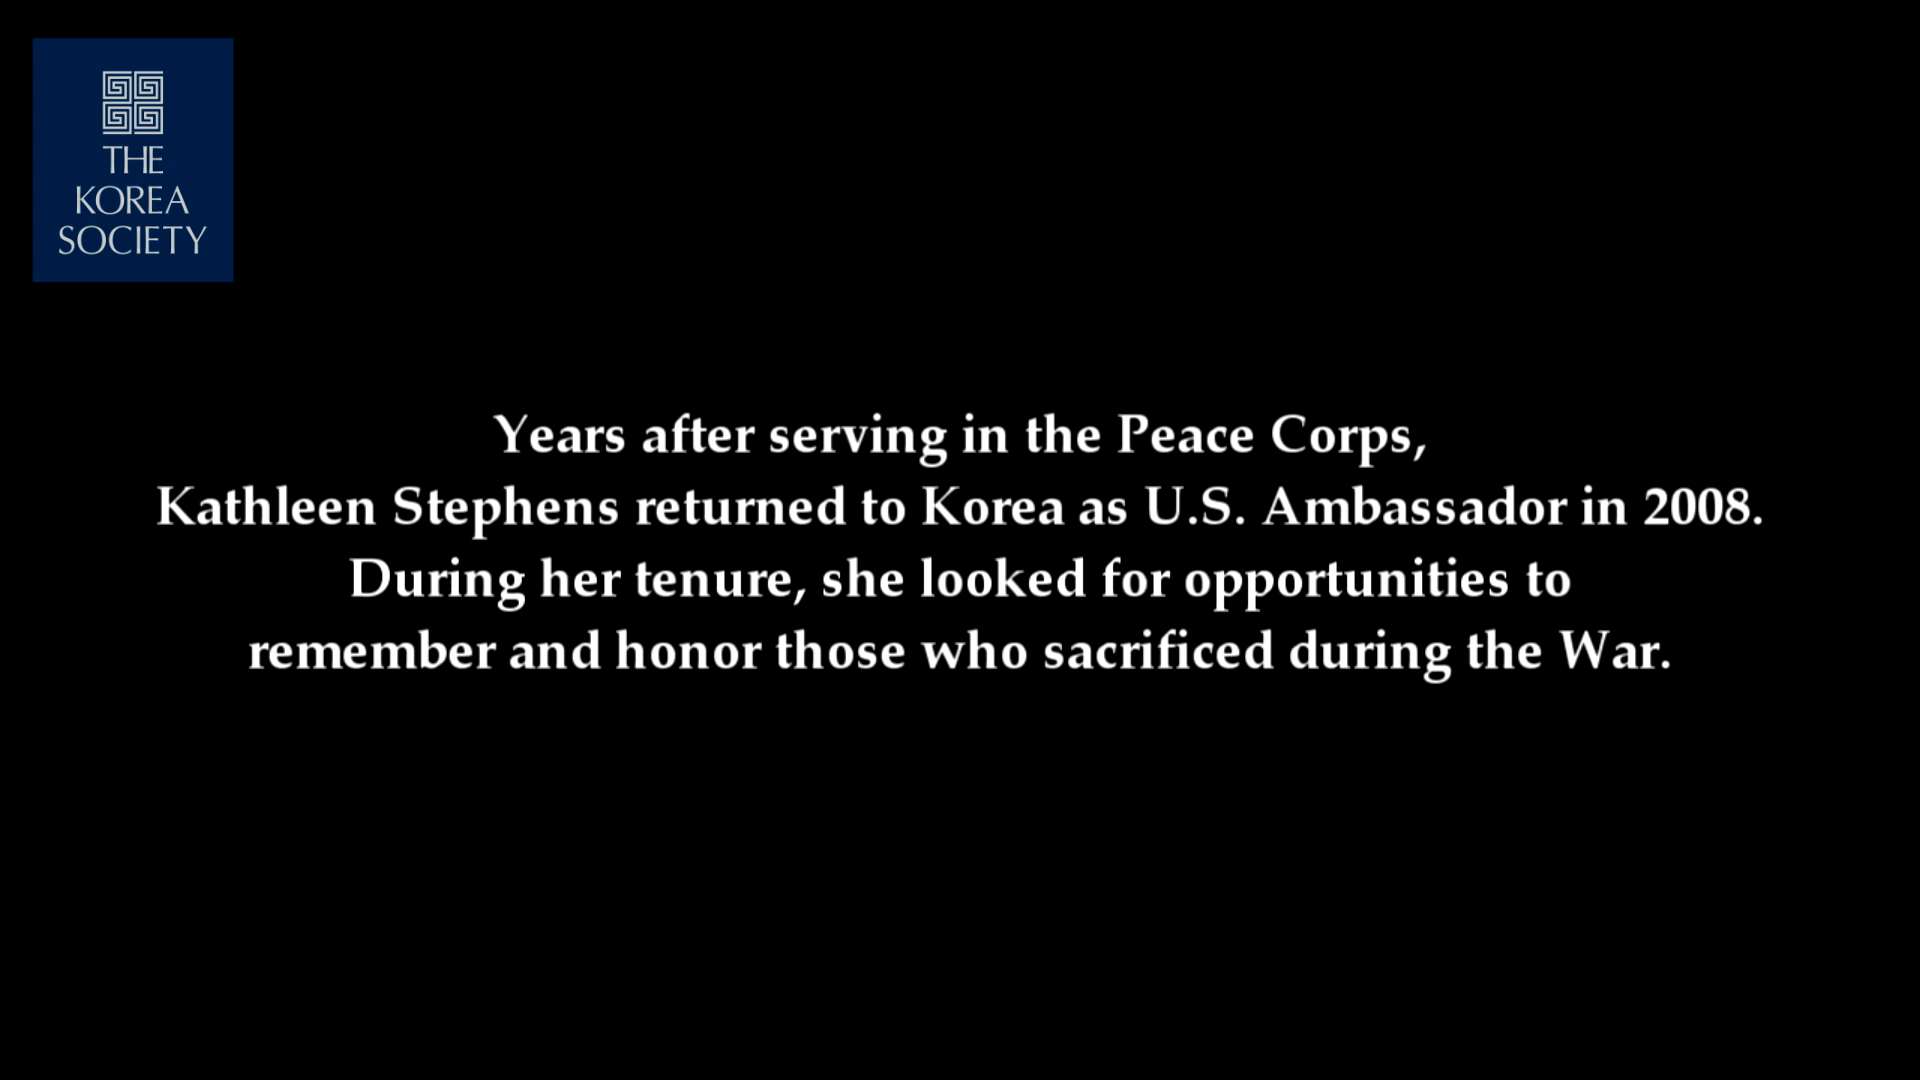 THE
KOREA
SOCIETY
Years after serving in the Peace Corps,
Kathleen Stephens returned to Korea as U.S. Ambassador in 2008.
During her tenure, she looked for opportunities to
remember and honor those who sacrificed during the War.